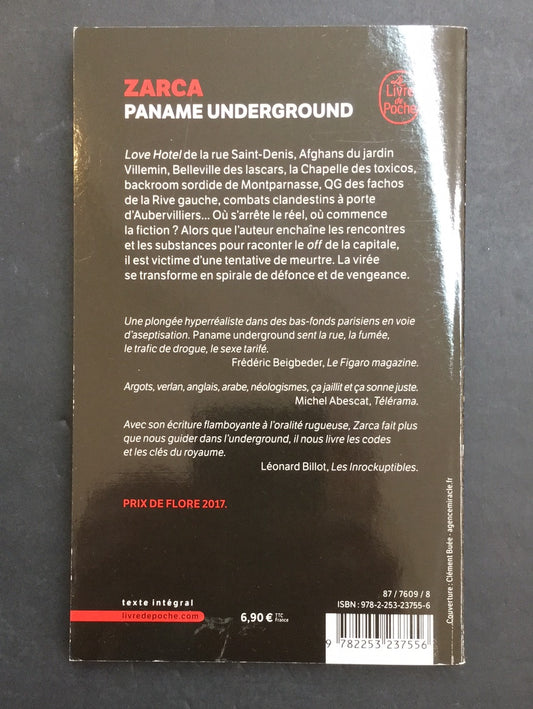 ZARCA
PANAME UNDERGROUND
Le
Livre
de
Poche
Love Hotel de la rue Saint-Denis, Afghans du jardin
Villemin, Belleville des lascars, la Chapelle des toxicos,
backroom sordide de Montparnasse, QG des fachos
de la Rive gauche, combats clandestins à porte
d'Aubervilliers... Où s'arrête le réel, où commence
la fiction ? Alors que l'auteur enchaîne les rencontres
et les substances pour raconter le off de la capitale,
il est victime d'une tentative de meurtre. La virée
se transforme en spirale de défonce et de vengeance.
Une plongée hyperréaliste dans des bas-fonds parisiens en voie
d'aseptisation. Paname underground sent la rue, la fumée,
le trafic de drogue, le sexe tarifé.
Frédéric Beigbeder, Le Figaro magazine.
Argots, verlan, anglais, arabe, néologismes, ça jaillit et ça sonne juste.
Michel Abescat, Télérama.
Avec son écriture flamboyante à l'oralité rugueuse, Zarca fait plus
que nous guider dans l'underground, il nous livre les codes
et les clés du royaume.
Léonard Billot, Les Inrockuptibles.
PRIX DE FLORE 2017.
Couverture : Clément Buée - agencemiracle.fr
texte intégral
livredepoche.com
6,90 € TTC
France
87 / 7609 / 8
ISBN : 978-2-253-23755-6
9 782253 237556